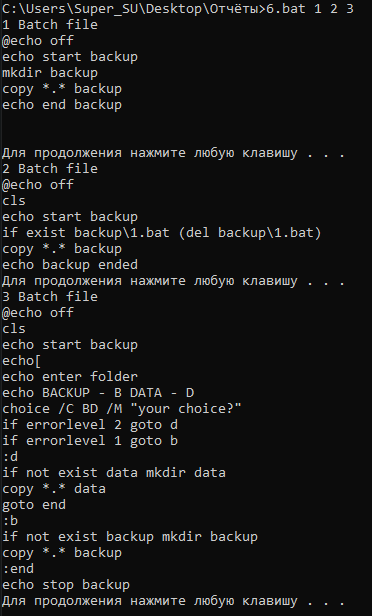 C:\Users\Super_SU\Desktop\Отчёты>6.bat 1 2 3
1 Batch file
@echo off
echo start backup
mkdir backup
copy *.* backup
echo end backup
Для продолжения нажмите любую клавишу . . .
2 Batch file
@echo off
cls
echo start backup
if exist backup\1.bat (del backup\1.bat)
copy *.* backup
echo backup ended
Для продолжения нажмите любую клавишу . . .
3 Batch file
@echo off
cls
echo start backup
echo[
echo enter folder
echo BACKUP - B DATA - D
choice /C BD /M "your choice?"
if errorlevel 2 goto d
if errorlevel 1 goto b
:d
if not exist data mkdir data
copy *.* data
goto end
:b
if not exist backup mkdir backup
copy *.* backup
:end
echo stop backup
Для продолжения нажмите любую клавишу . . .